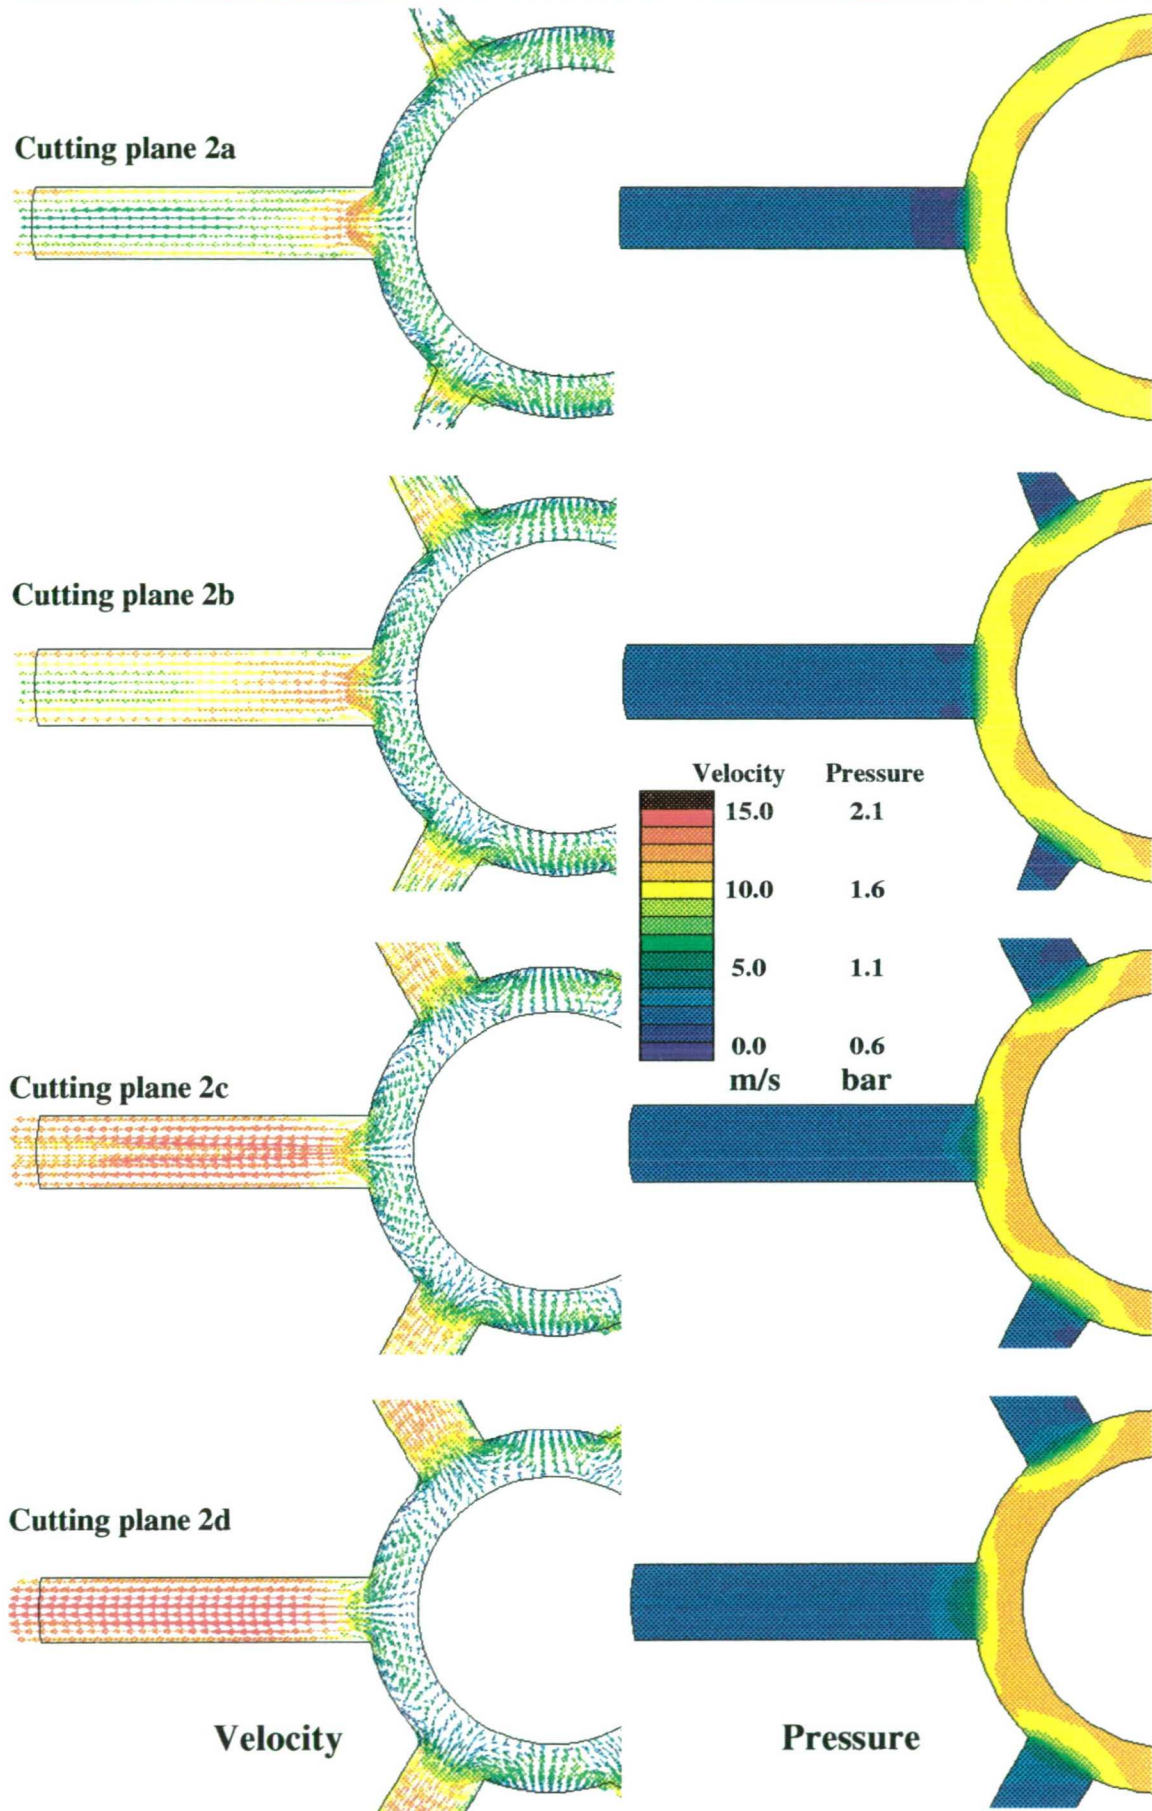 Cutting plane 2a
Cutting plane 2b
Velocity Pressure
15.0 2.1
10.0 1.6
5.0 1.1
0.0 0.6
m/s bar
Cutting plane 2c
Cutting plane 2d
Velocity Pressure